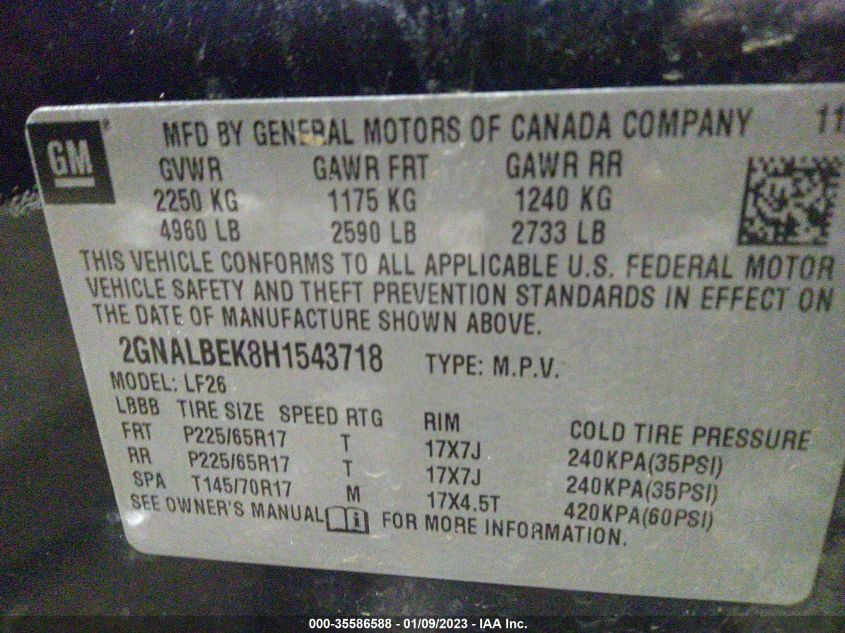 GM®
MFD BY GENERAL MOTORS OF CANADA COMPANY 11
GVWR GAWR FRT GAWR RR
2250 KG 1175 KG 1240 KG
4960 LB 2590 LB 2733 LB
THIS VEHICLE CONFORMS TO ALL APPLICABLE U.S. FEDERAL MOTOR
VEHICLE SAFETY AND THEFT PREVENTION STANDARDS IN EFFECT ON
THE DATE OF MANUFACTURE SHOWN ABOVE.
2GNALBEK8H1543718 TYPE: M.P.V.
MODEL: LF26
LBBB TIRE SIZE SPEED RTG RIM COLD TIRE PRESSURE
FRT P225/65R17 T 17X7J 240KPA(35PSI)
RR P225/65R17 T 17X7J 240KPA(35PSI)
SPA T145/70R17 M 17X4.5T 420KPA(60PSI)
SEE OWNER'S MANUAL FOR MORE INFORMATION.
000-35586588 - 01/09/2023 - IAA Inc.